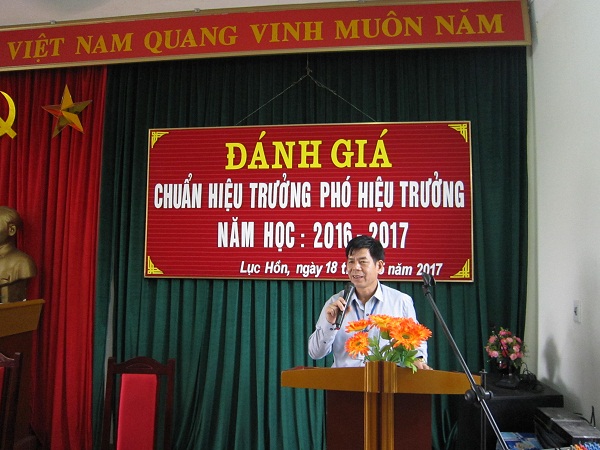 VIỆT NAM QUANG VINH MUÔN NĂM
ĐÁNH GIÁ
CHUẨN HIỆU TRƯỞNG PHÓ HIỆU TRƯỞNG
NĂM HỌC : 2016 - 2017
Lục Hồn, ngày 18 năm 2017